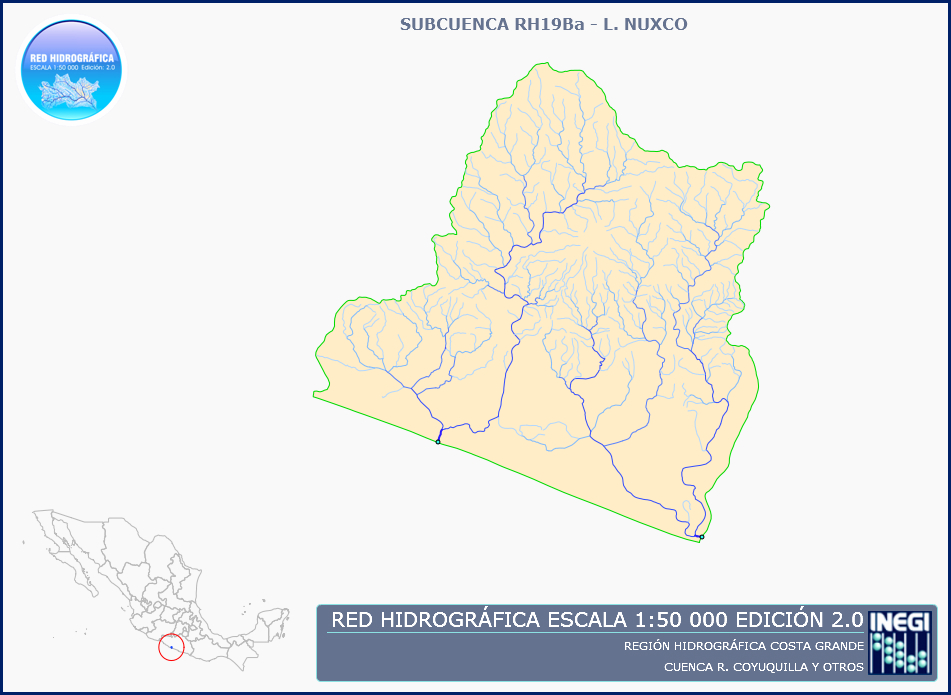 SUBCUENCA RH19Ba - L. NUXCO
RED HIDROGRÁFICA
ESCALA 1:50 000 Edición: 2.0
RED HIDROGRÁFICA ESCALA 1:50 000 EDICIÓN 2.0
REGIÓN HIDROGRÁFICA COSTA GRANDE
CUENCA R. COYUQUILLA Y OTROS
INEGI